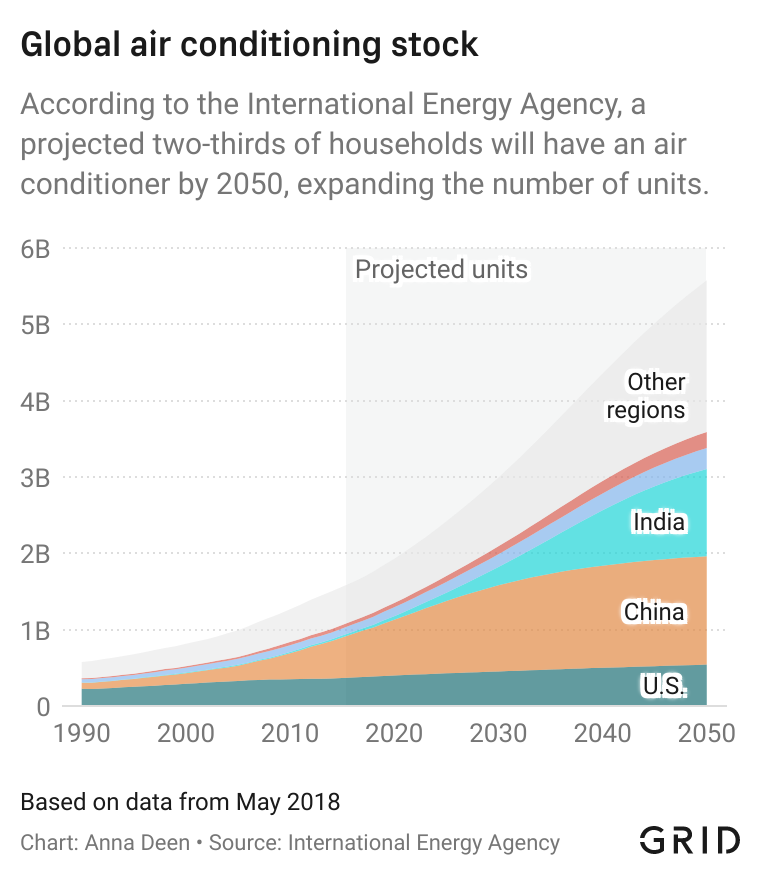 Global air conditioning stock
According to the International Energy Agency, a
projected two-thirds of households will have an air
conditioner by 2050, expanding the number of units.
6B
Projected units
5B
Other
4B
regions
3B
India
2B
China
1B
U.S.
0
1990 2000 2010 2020 2030 2040 2050
Based on data from May 2018
Chart: Anna Deen • Source: International Energy Agency
GRID